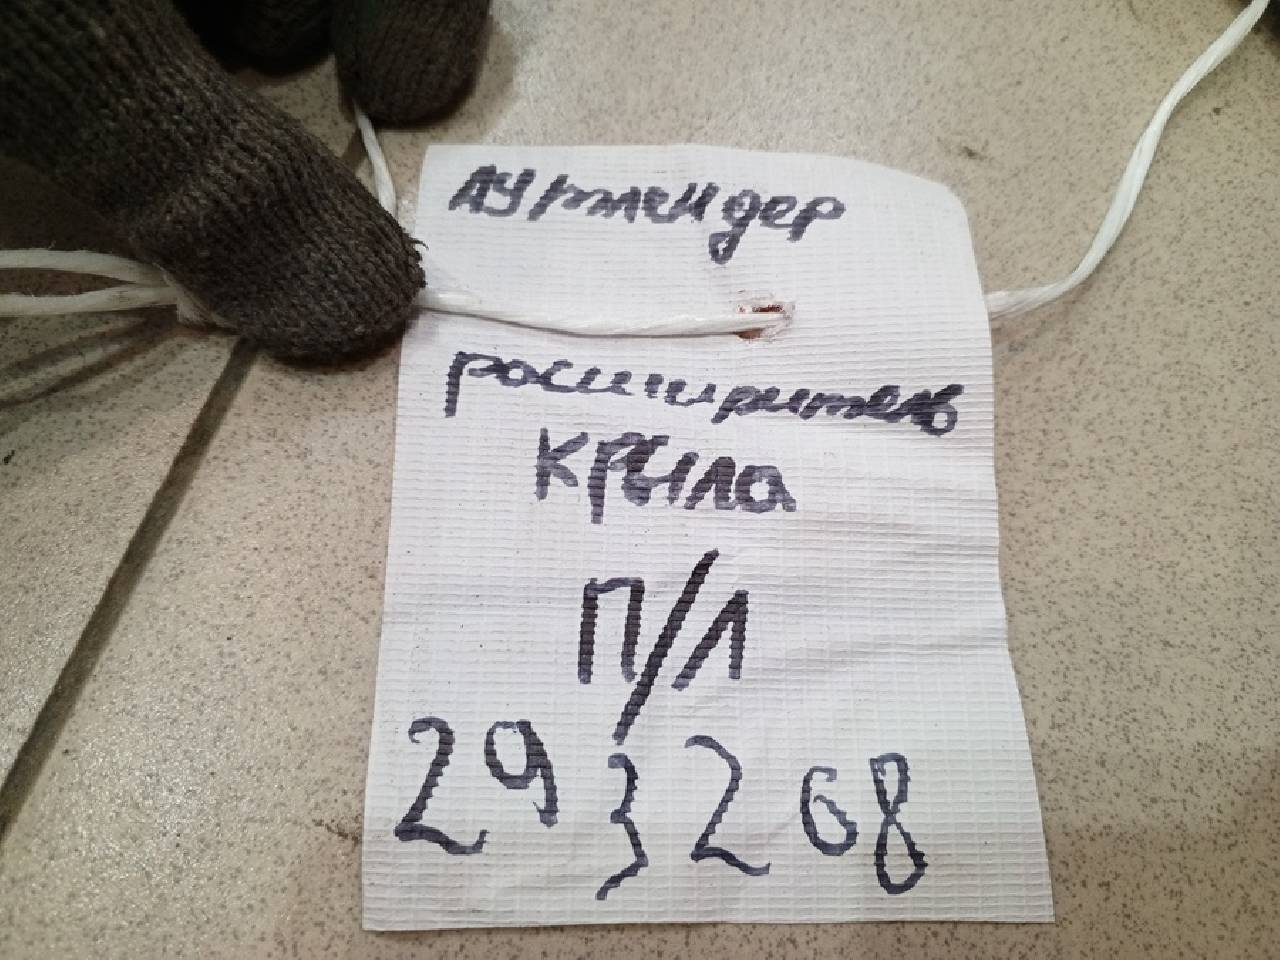 Аутлендер
расширитель
крыла
П/Л
293268